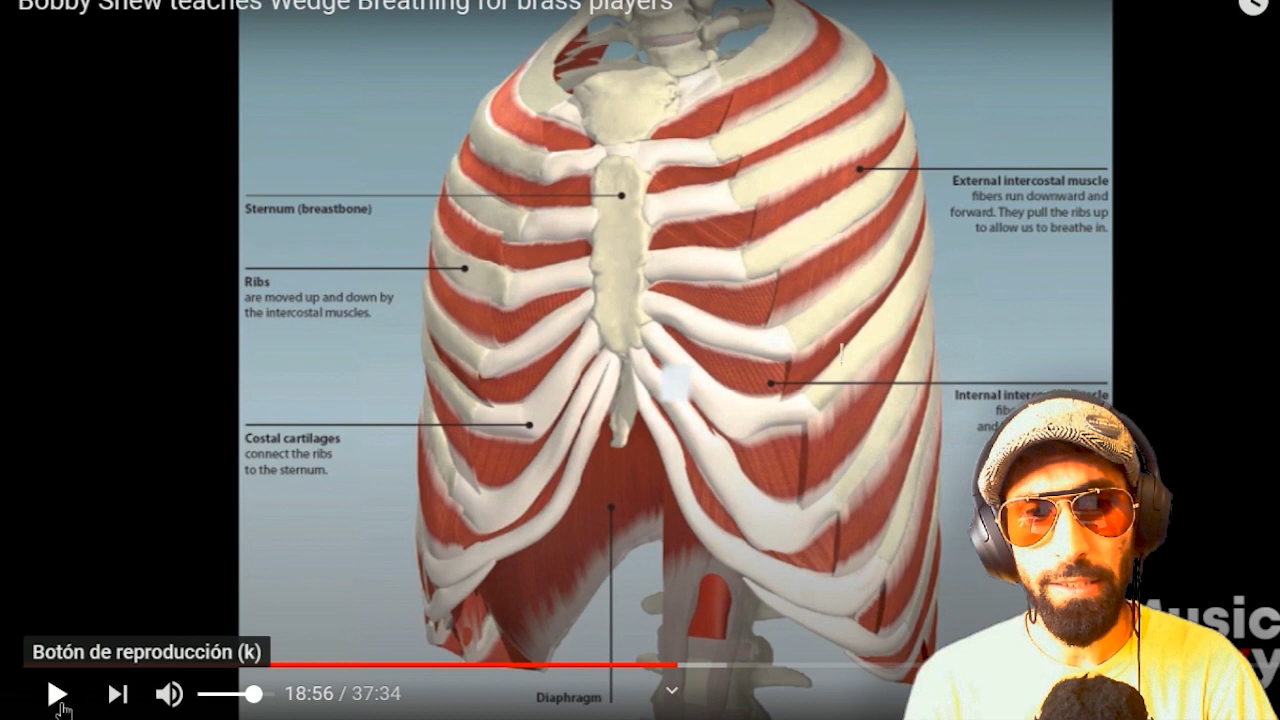 Bobby Shew teaches Wedge Breathing for brass players
Sternum (breastbone)
Ribs
are moved up and down by
the intercostal muscles.
Costal cartilages
connect the ribs
to the sternum.
External intercostal muscle
fibers run downward and
forward. They pull the ribs up
to allow us to breathe in.
Internal
and
Diaphragm
Botón de reproducción (k)
18:56 / 37:34
Music